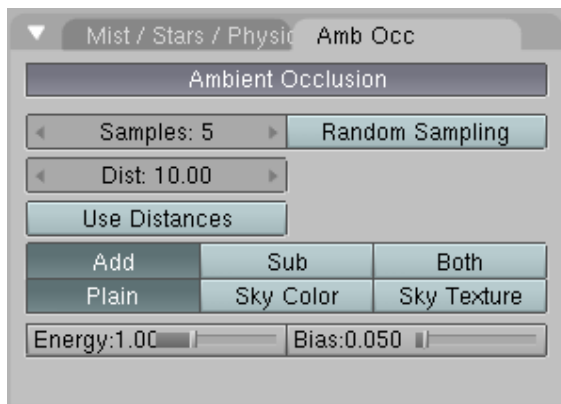 Mist / Stars / Physic Amb Occ
Ambient Occlusion
Samples: 5 Random Sampling
Dist: 10.00
Use Distances
Add Sub Both
Plain Sky Color Sky Texture
Energy:1.00 Bias:0.050